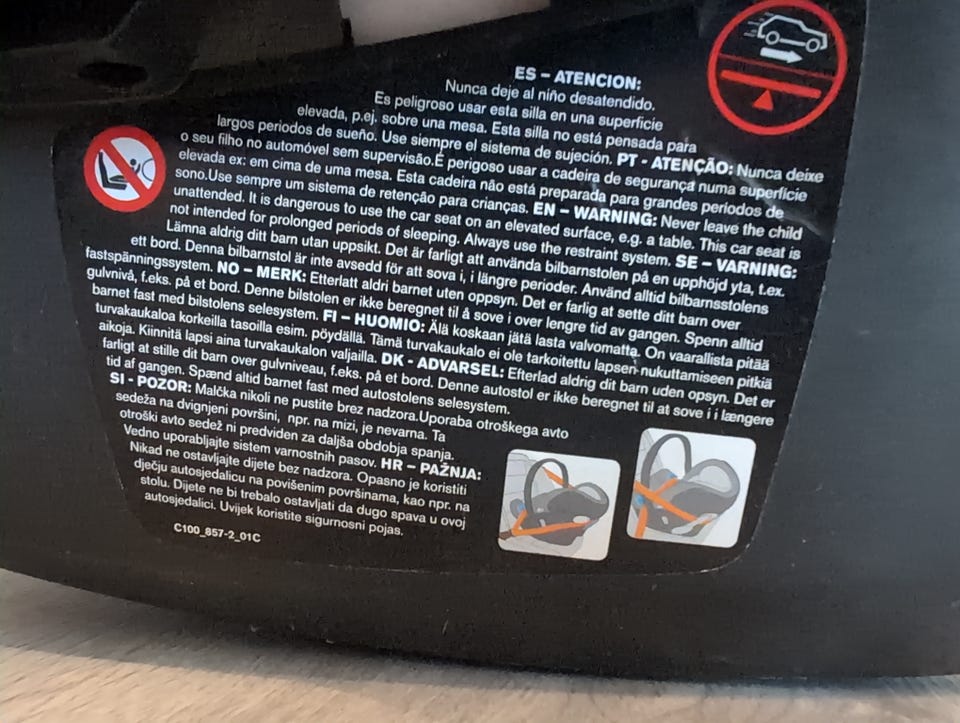 ES – ATENCION:
Nunca deje al niño desatendido.
Es peligroso usar esta silla en una superficie
elevada, p.ej. sobre una mesa. Esta silla no está pensada para
largos periodos de sueño. Use siempre el sistema de sujeción. PT - ATENÇÃO: Nunca deixe
o seu filho no automóvel sem supervisão.É perigoso usar a cadeira de segurança numa superficie
elevada ex: em cima de uma mesa. Esta cadeira não está preparada para grandes períodos de
sono.Use sempre um sistema de retenção para crianças. EN – WARNING: Never leave the child
unattended. It is dangerous to use the car seat on an elevated surface, e.g. a table. This car seat is
not intended for prolonged periods of sleeping. Always use the restraint system. SE – VARNING:
Lämna aldrig ditt barn utan uppsikt. Det är farligt att använda bilbarnstolen på en upphöjd yta, t.ex.
ett bord. Denna bilbarnstol är inte avsedd för att sova i, i längre perioder. Använd alltid bilbarnsstolens
fastspänningssystem. NO – MERK: Etterlatt aldri barnet uten oppsyn. Det er farlig at sette ditt barn over
gulvnivå, f.eks. på et bord. Denne bilstolen er ikke beregnet til å sove i over lengre tid av gangen. Spenn alltid
barnet fast med bilstolens selesystem. FI – HUOMIO: Älä koskaan jätä lasta valvomatta. On vaarallista pitää
turvakaukaloa korkeilla tasoilla esim. pöydällä. Tämä turvakaukalo ei ole tarkoitettu lapsen nukuttamiseen pitkiä
aikoja. Kiinnitä lapsi aina turvakaukalon valjailla. DK - ADVARSEL: Efterlad aldrig dit barn uden opsyn. Det er
farligt at stille dit barn over gulvniveau, f.eks. på et bord. Denne autostol er ikke beregnet til at sove i i længere
tid af gangen. Spænd altid barnet fast med autostolens selesystem.
SI - POZOR: Malčka nikoli ne pustite brez nadzora.Uporaba otroškega avto
sedeža na dvignjeni površini, npr. na mizi, je nevarna. Ta
otroški avto sedež ni predviden za daljša obdobja spanja.
Vedno uporabljajte sistem varnostnih pasov. HR – PAŽNJA:
Nikad ne ostavljajte dijete bez nadzora. Opasno je koristiti
dječju autosjedalicu na povišenim površinama, kao npr. na
stolu. Dijete ne bi trebalo ostavljati da dugo spava u ovoj
autosjedalici. Uvijek koristite sigurnosni pojas.
C100_857-2_01C